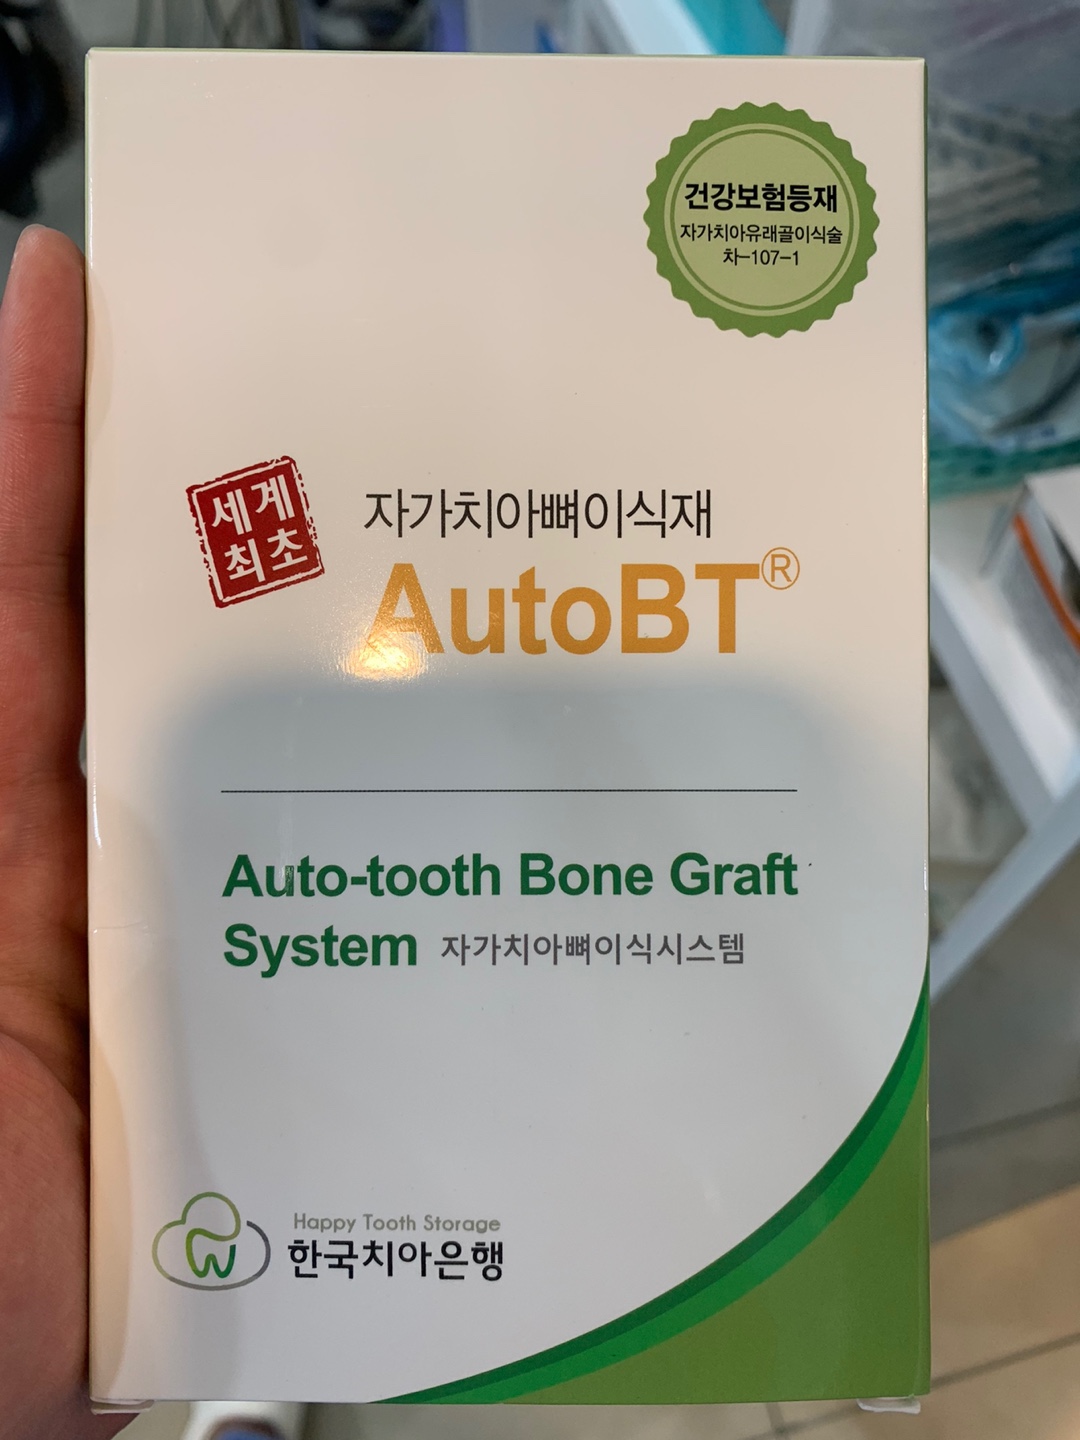 건강보험등재
자가치아유래골이식술
차-107-1
세계
최초
자가치아뼈이식재
AutoBT®
Auto-tooth Bone Graft
System 자가치아뼈이식시스템
Happy Tooth Storage
한국치아은행